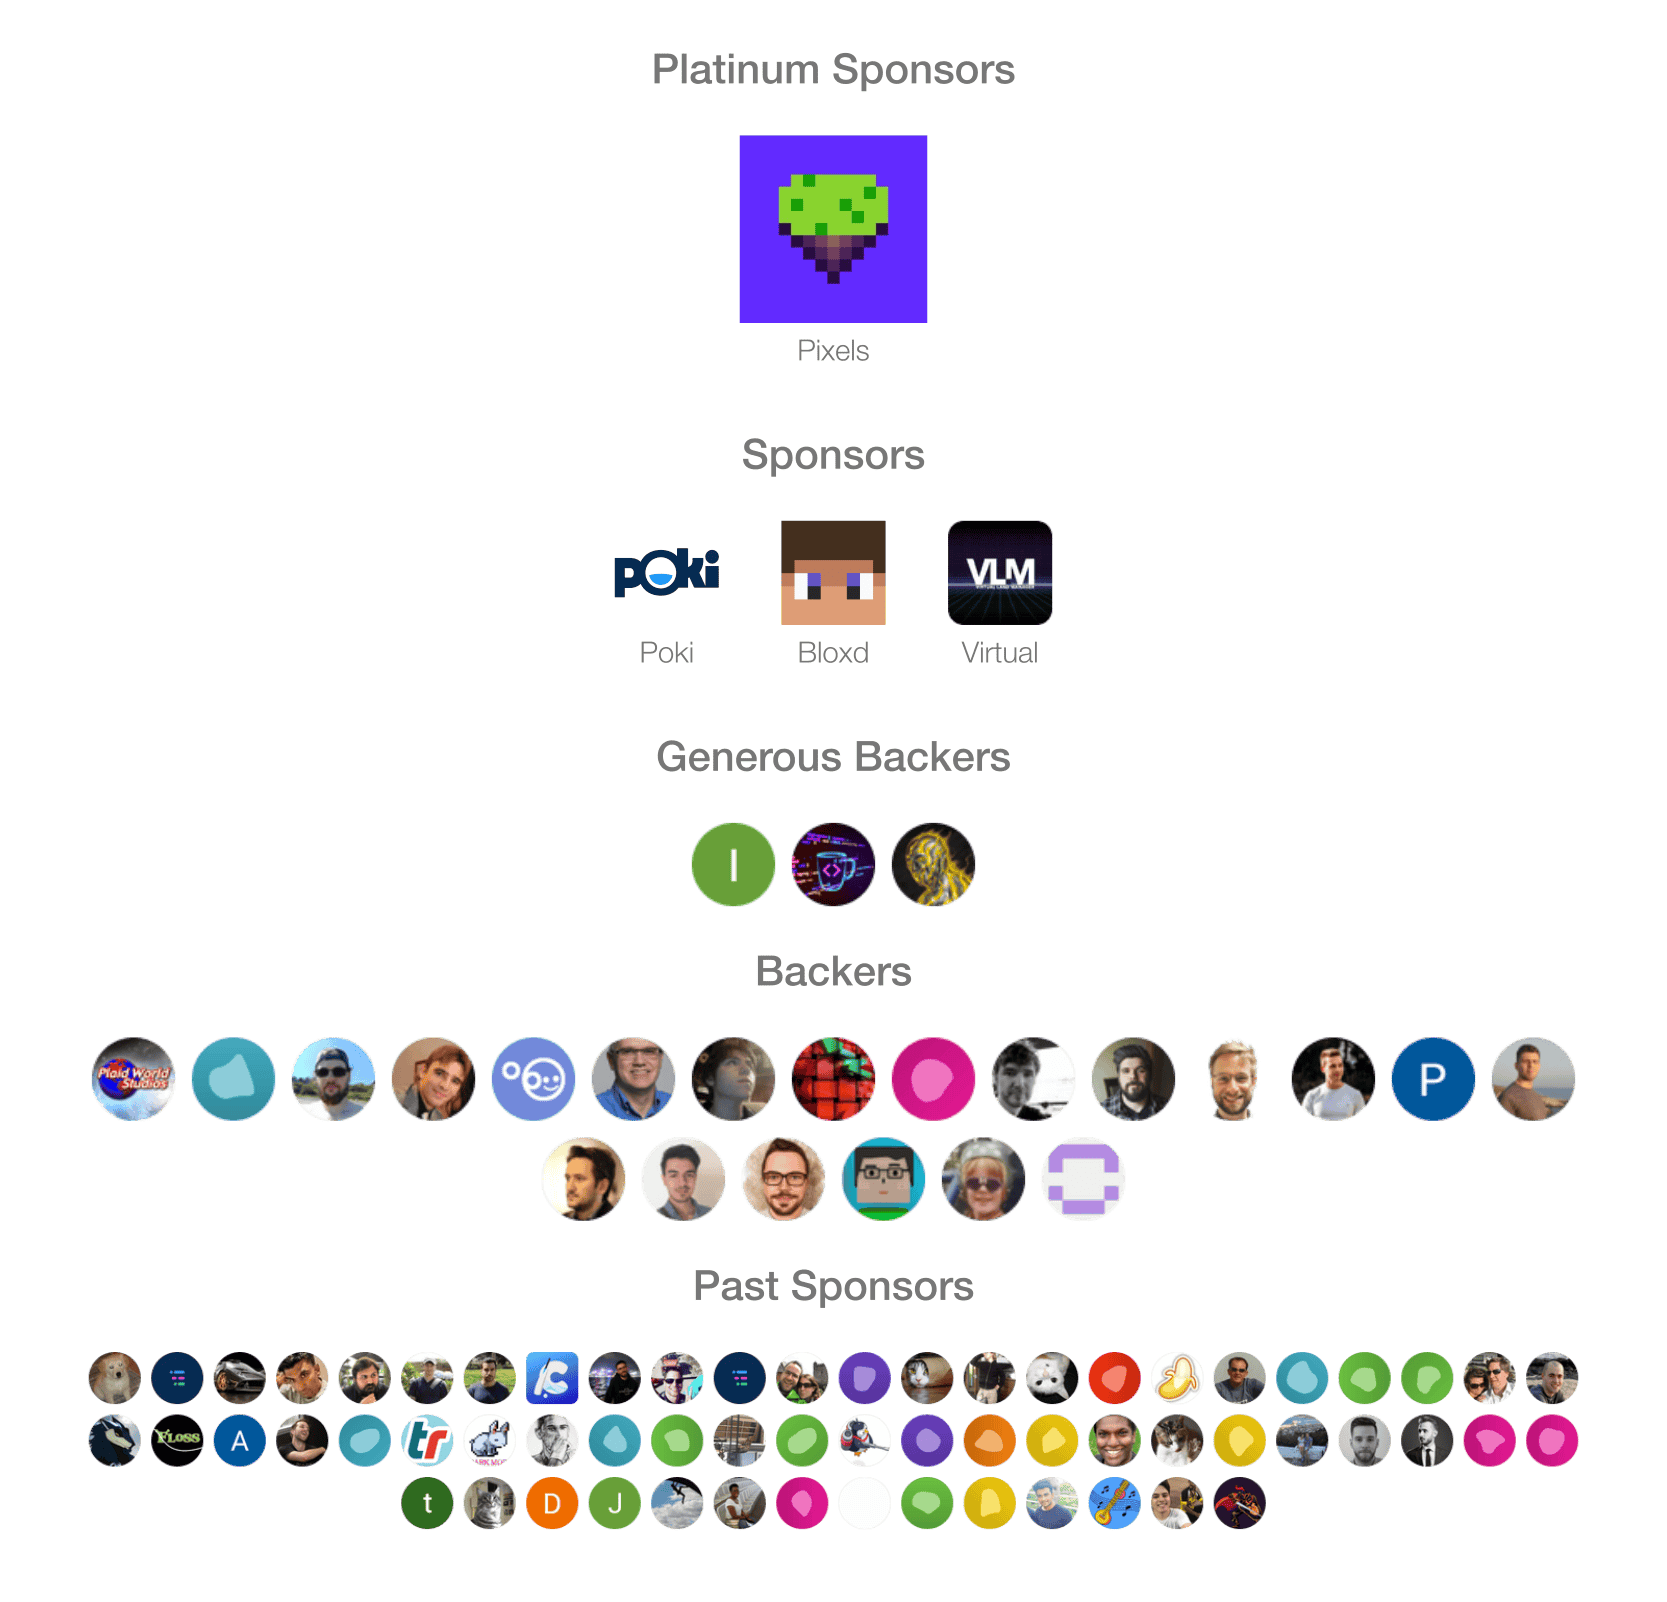 Platinum Sponsors
Pixels
Sponsors
poki
VLM
Poki
Bloxd
Virtual
Generous Backers
I
<>
Backers
Plaid World
Studios
P
Past Sponsors
C
FLOSS
A
tr
t
D
J